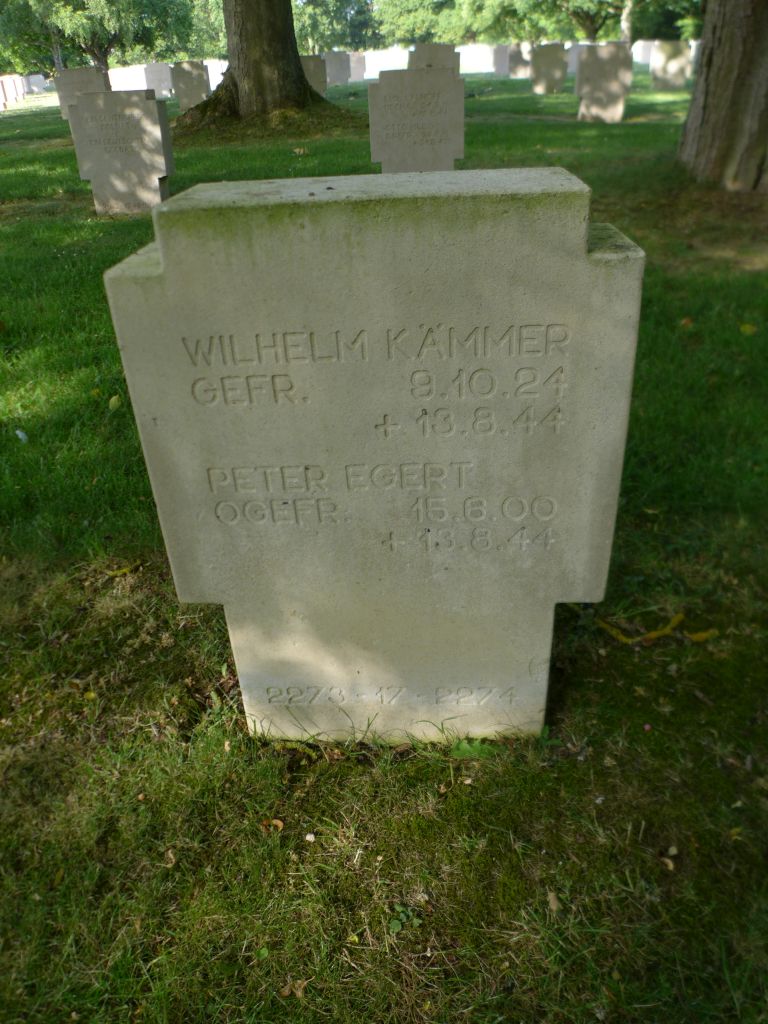 WILHELM KÄMMER
GEFR. 9.10.24
+13.8.44
PETER EGERT
OGEFR. 15.6.00
+13.8.44
2273-17-2274